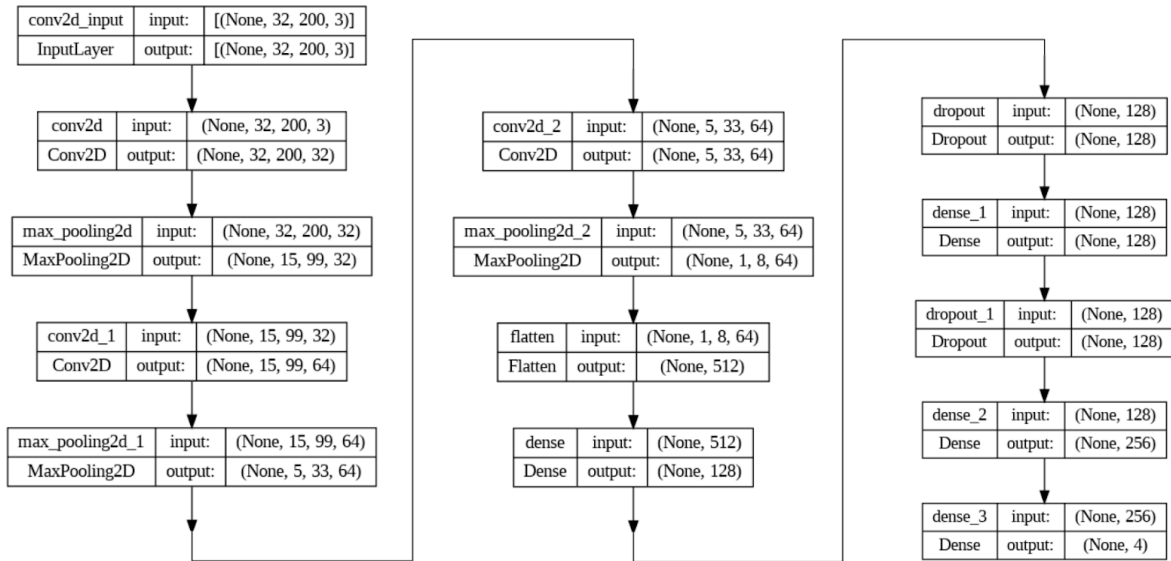 conv2d_input input: [(None, 32, 200, 3)]
InputLayer output: [(None, 32, 200, 3)]
conv2d input: (None, 32, 200, 3)
Conv2D output: (None, 32, 200, 32)
max_pooling2d input: (None, 32, 200, 32)
MaxPooling2D output: (None, 15, 99, 32)
conv2d_1 input: (None, 15, 99, 32)
Conv2D output: (None, 15, 99, 64)
max_pooling2d_1 input: (None, 15, 99, 64)
MaxPooling2D output: (None, 5, 33, 64)
conv2d_2 input: (None, 5, 33, 64)
Conv2D output: (None, 5, 33, 64)
max_pooling2d_2 input: (None, 5, 33, 64)
MaxPooling2D output: (None, 1, 8, 64)
flatten input: (None, 1, 8, 64)
Flatten output: (None, 512)
dense input: (None, 512)
Dense output: (None, 128)
dropout input: (None, 128)
Dropout output: (None, 128)
dense_1 input: (None, 128)
Dense output: (None, 128)
dropout_1 input: (None, 128)
Dropout output: (None, 128)
dense_2 input: (None, 128)
Dense output: (None, 256)
dense_3 input: (None, 256)
Dense output: (None, 4)